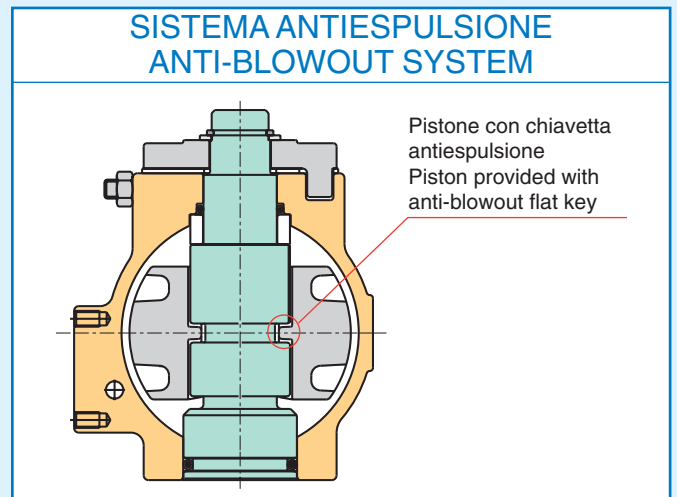 SISTEMA ANTIESPULSIONE
ANTI-BLOWOUT SYSTEM
Pistone con chiavetta
antiespulsione
Piston provided with
anti-blowout flat key